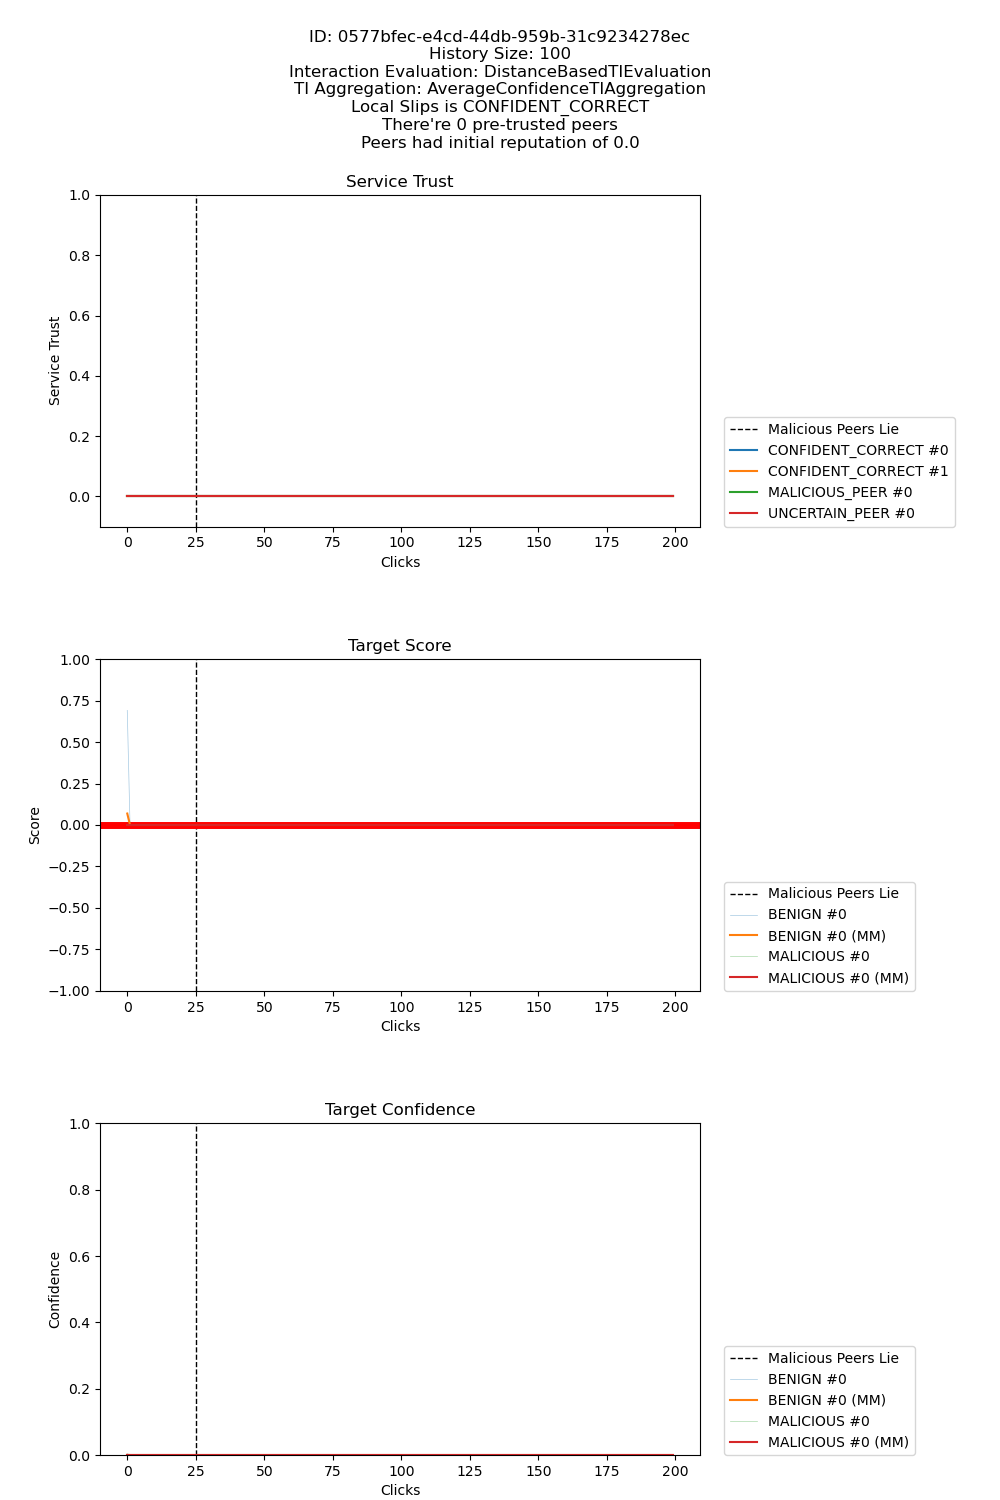 ID: 0577bfec-e4cd-44db-959b-31c9234278ec
History Size: 100
Interaction Evaluation: DistanceBasedTIEvaluation
TI Aggregation: AverageConfidenceTIAggregation
Local Slips is CONFIDENT_CORRECT
There're 0 pre-trusted peers
Peers had initial reputation of 0.0
Service Trust
1.0
0.8
0.6
0.4
0.2
0.0
Service Trust
0 25 50 75 100 125 150 175 200
Clicks
Malicious Peers Lie
CONFIDENT_CORRECT #0
CONFIDENT_CORRECT #1
MALICIOUS_PEER #0
UNCERTAIN_PEER #0
Target Score
1.00
0.75
0.50
0.25
0.00
−0.25
−0.50
−0.75
−1.00
Score
0 25 50 75 100 125 150 175 200
Clicks
Malicious Peers Lie
BENIGN #0
BENIGN #0 (MM)
MALICIOUS #0
MALICIOUS #0 (MM)
Target Confidence
1.0
0.8
0.6
0.4
0.2
0.0
Confidence
0 25 50 75 100 125 150 175 200
Clicks
Malicious Peers Lie
BENIGN #0
BENIGN #0 (MM)
MALICIOUS #0
MALICIOUS #0 (MM)